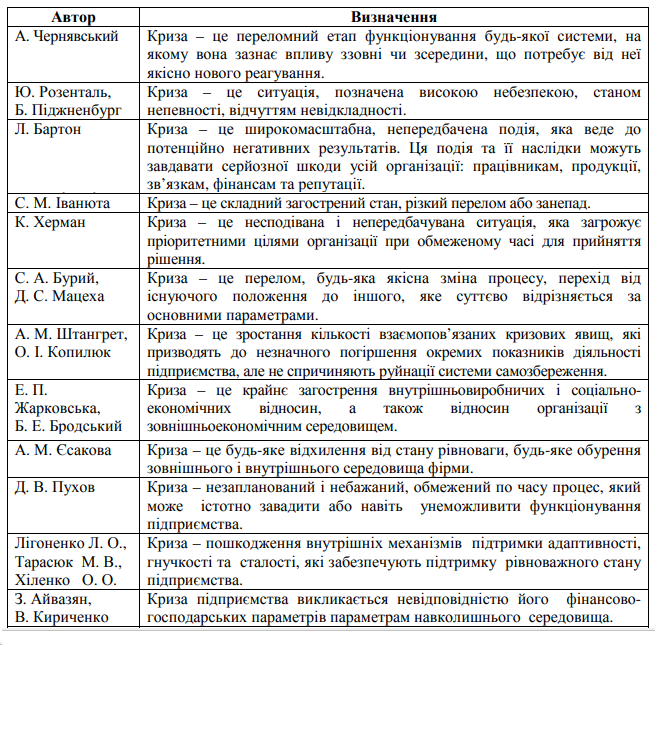 Автор Визначення
А. Чернявський Криза – це переломний етап функціонування будь-якої системи, на
якому вона зазнає впливу ззовні чи зсередини, що потребує від неї
якісно нового реагування.
Ю. Розенталь, Криза – це ситуація, позначена високою небезпекою, станом
Б. Піджненбург непевності, відчуттям невідкладності.
Л. Бартон Криза – це широкомасштабна, непередбачена подія, яка веде до
потенційно негативних результатів. Ця подія та її наслідки можуть
завдавати серйозної шкоди усій організації: працівникам, продукції,
зв’язкам, фінансам та репутації.
С. М. Іванюта Криза – це складний загострений стан, різкий перелом або занепад.
К. Херман Криза – це несподівана і непередбачувана ситуація, яка загрожує
пріоритетними цілями організації при обмеженому часі для прийняття
рішення.
С. А. Бурий, Криза – це перелом, будь-яка якісна зміна процесу, перехід від
Д. С. Мацеха існуючого положення до іншого, яке суттєво відрізняється за
основними параметрами.
А. М. Штангрет, Криза – це зростання кількості взаємопов’язаних кризових явищ, які
О. І. Копилюк призводять до незначного погіршення окремих показників діяльності
підприємства, але не спричиняють руйнації системи самозбереження.
Е. П. Криза – це крайнє загострення внутрішньовиробничих і соціально-
Жарковська, економічних відносин, а також відносин організації з
Б. Е. Бродський зовнішньоекономічним середовищем.
А. М. Єсакова Криза – це будь-яке відхилення від стану рівноваги, будь-яке обурення
зовнішнього і внутрішнього середовища фірми.
Д. В. Пухов Криза – незапланований і небажаний, обмежений по часу процес, який
може істотно завадити або навіть унеможливити функціонування
підприємства.
Лігоненко Л. О., Криза – пошкодження внутрішніх механізмів підтримки адаптивності,
Тарасюк М. В., гнучкості та сталості, які забезпечують підтримку рівноважного стану
Хіленко О. О. підприємства.
З. Айвазян, Криза підприємства викликається невідповідністю його фінансово-
В. Кириченко господарських параметрів параметрам навколишнього середовища.